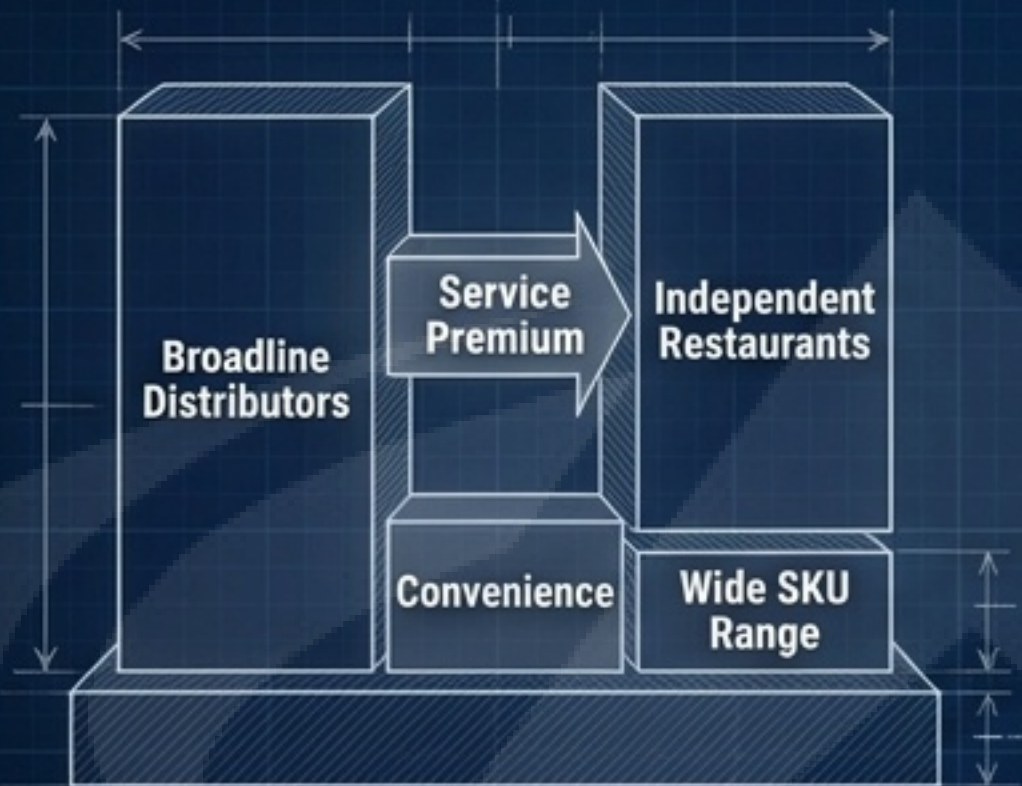 Broadline
Distributors
Service
Premium
Independent
Restaurants
Convenience
Wide SKU
Range